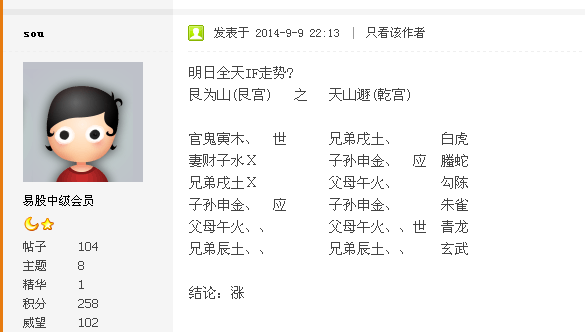 sou
发表于 2014-9-9 22:13 | 只看该作者
明日全天IF走势?
艮为山(艮宫) 之 天山遯(乾宫)
官鬼寅木、 世 兄弟戌土、 白虎
妻财子水Ⅹ 子孙申金、 应 螣蛇
兄弟戌土Ⅹ 父母午火、 勾陈
子孙申金、 应 子孙申金、 朱雀
父母午火、、 父母午火、、世 青龙
兄弟辰土、、 兄弟辰土、、 玄武
结论：涨
易股中级会员
帖子 104
主题 8
精华 1
积分 258
威望 102